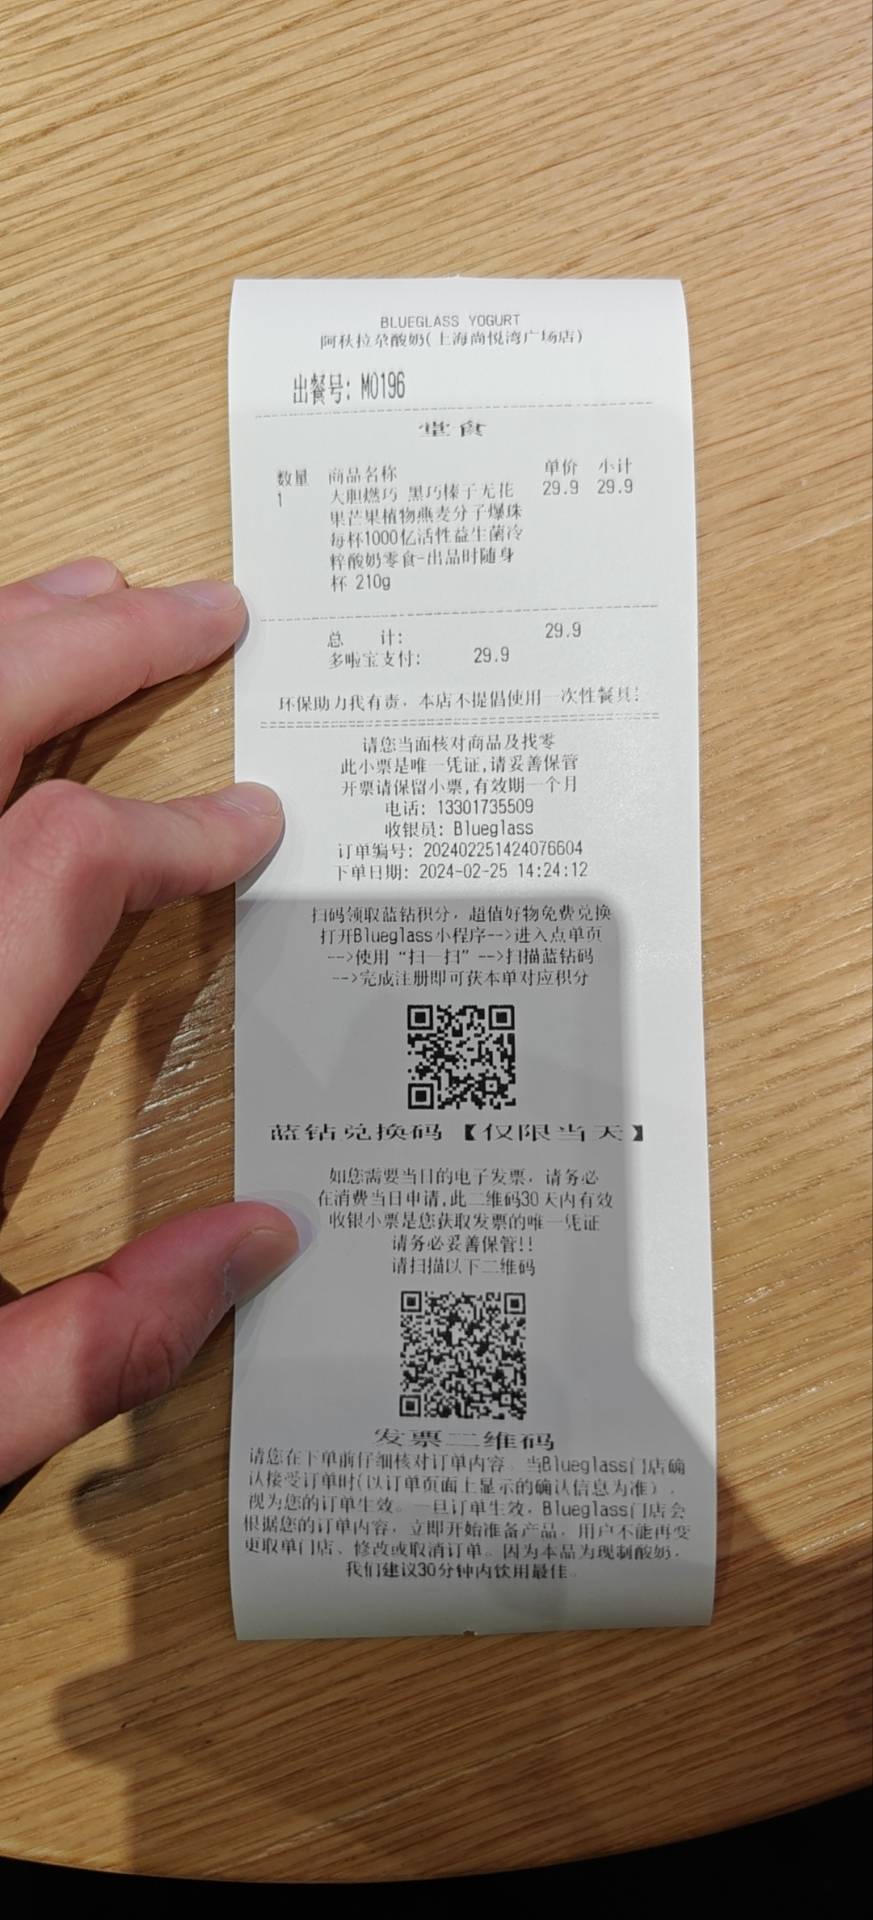 BLUEGLASS YOGURT
阿秋拉尕酸奶(上海尚悦湾广场店)
出餐号: M0196
堂食
数量 商品名称 单价 小计
1 大胆燃巧 黑巧榛子无花 29.9 29.9
果芒果植物燕麦分子爆珠
每杯1000亿活性益生菌冷
粹酸奶零食-出品时随身
杯 210g
总 计: 29.9
多啦宝支付: 29.9
环保助力我有责，本店不提倡使用一次性餐具!
请您当面核对商品及找零
此小票是唯一凭证,请妥善保管
开票请保留小票,有效期一个月
电话: 13301735509
收银员: Blueglass
订单编号: 202402251424076604
下单日期: 2024-02-25 14:24:12
扫码领取蓝钻积分，超值好物免费兑换
打开Blueglass小程序-->进入点单页
-->使用“扫一扫”-->扫描蓝钻码
-->完成注册即可获本单对应积分
蓝钻兑换码【仅限当天】
如您需要当日的电子发票，请务必
在消费当日申请,此二维码30天内有效
收银小票是您获取发票的唯一凭证
请务必妥善保管!!
请扫描以下二维码
发票二维码
请您在下单前仔细核对订单内容。当Blueglass门店确
认接受订单时(以订单页面上显示的确认信息为准)，
视为您的订单生效。一旦订单生效，Blueglass门店会
根据您的订单内容，立即开始准备产品，用户不能再变
更取单门店、修改或取消订单。因为本品为现制酸奶，
我们建议30分钟内饮用最佳。